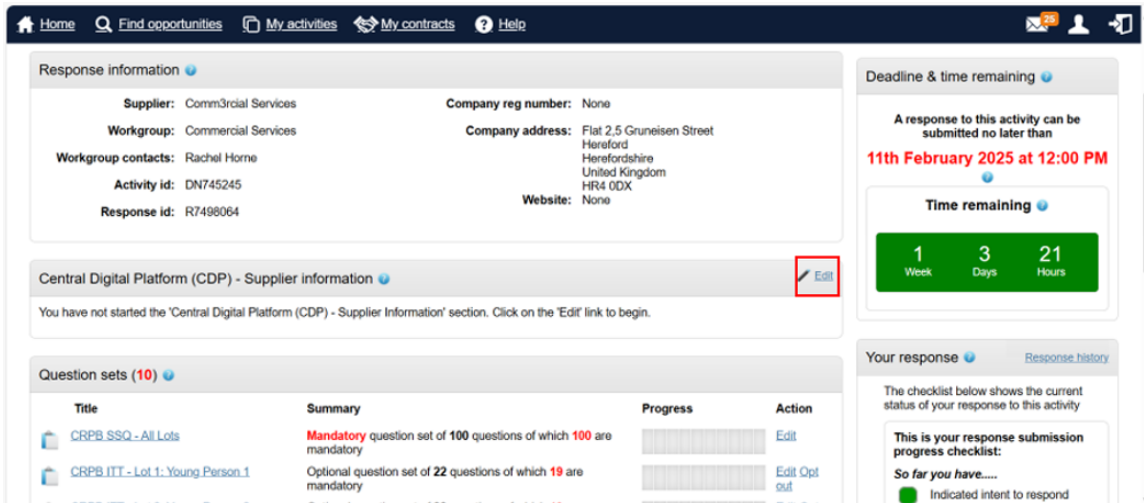 Home Find opportunities My activities My contracts Help 25
Response information
Supplier: Comm3rcial Services
Workgroup: Commercial Services
Workgroup contacts: Rachel Horne
Activity id: DN745245
Response id: R7498064
Company reg number: None
Company address: Flat 2,5 Gruneisen Street
Hereford
Herefordshire
United Kingdom
HR4 0DX
Website: None
Deadline & time remaining
A response to this activity can be
submitted no later than
11th February 2025 at 12:00 PM
Time remaining
1 3 21
Week Days Hours
Central Digital Platform (CDP) - Supplier information
Edit
You have not started the 'Central Digital Platform (CDP) - Supplier Information' section. Click on the 'Edit' link to begin.
Question sets (10)
Title Summary Progress Action
CRPB SSQ - All Lots Mandatory question set of 100 questions of which 100 are Edit
mandatory
CRPB ITT - Lot 1: Young Person 1 Optional question set of 22 questions of which 19 are Edit Opt
mandatory out
Your response Response history
The checklist below shows the current
status of your response to this activity
This is your response submission
progress checklist:
So far you have.....
Indicated intent to respond